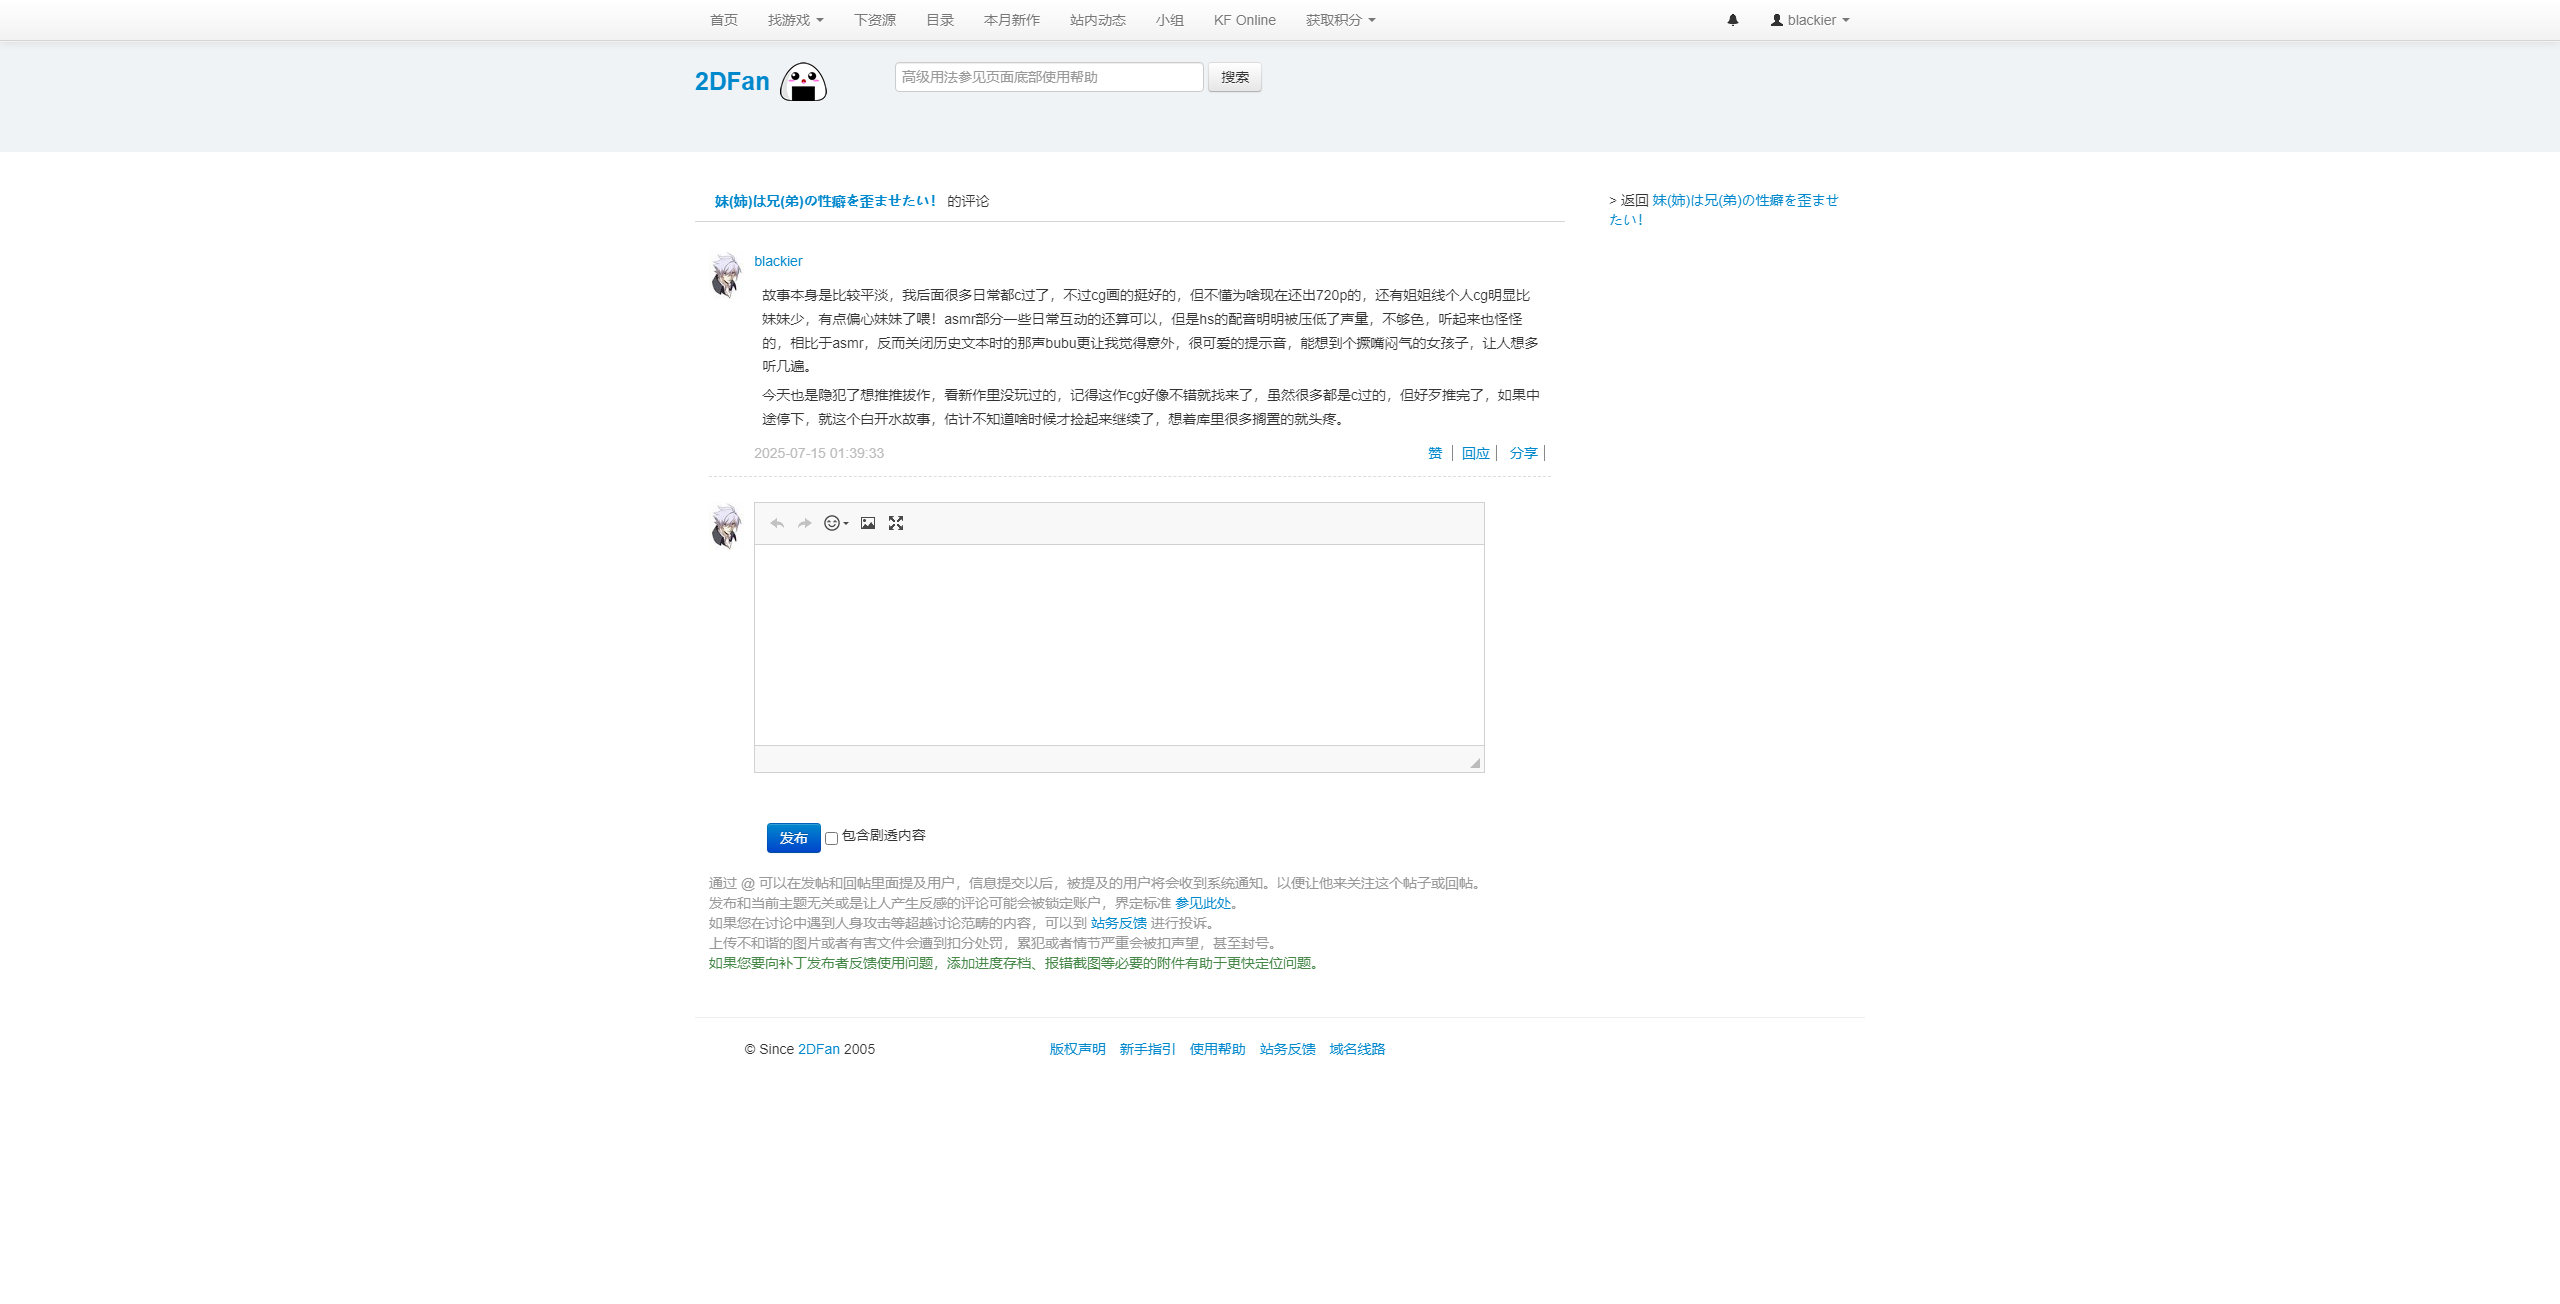 首页 找游戏 下资源 目录 本月新作 站内动态 小组 KF Online 获取积分 blackier
2DFan 高级用法参见页面底部使用帮助 搜索
妹(姉)は兄(弟)の性癖を歪ませたい！ 的评论
> 返回 妹(姉)は兄(弟)の性癖を歪ませ
たい！
blackier
故事本身是比较平淡，我后面很多日常都c过了，不过cg画的挺好的，但不懂为啥现在还出720p的，还有姐姐线个人cg明显比
妹妹少，有点偏心妹妹了喂！asmr部分一些日常互动的还算可以，但是hs的配音明明被压低了声量，不够色，听起来也怪怪
的，相比于asmr，反而关闭历史文本时的那声bubu更让我觉得意外，很可爱的提示音，能想到个撅嘴闷气的女孩子，让人想多
听几遍。
今天也是隐犯了想推推拔作，看新作里没玩过的，记得这作cg好像不错就找来了，虽然很多都是c过的，但好歹推完了，如果中
途停下，就这个白开水故事，估计不知道啥时候才捡起来继续了，想着库里很多搁置的就头疼。
2025-07-15 01:39:33 赞 回应 分享
发布 包含剧透内容
通过 @ 可以在发帖和回帖里面提及用户，信息提交以后，被提及的用户将会收到系统通知。以便让他来关注这个帖子或回帖。
发布和当前主题无关或是让人产生反感的评论可能会被锁定账户，界定标准 参见此处。
如果您在讨论中遇到人身攻击等超越讨论范畴的内容，可以到 站务反馈 进行投诉。
上传不和谐的图片或者有害文件会遭到扣分处罚，累犯或者情节严重会被扣声望，甚至封号。
如果您要向补丁发布者反馈使用问题，添加进度存档、报错截图等必要的附件有助于更快定位问题。
© Since 2DFan 2005 版权声明 新手指引 使用帮助 站务反馈 域名线路